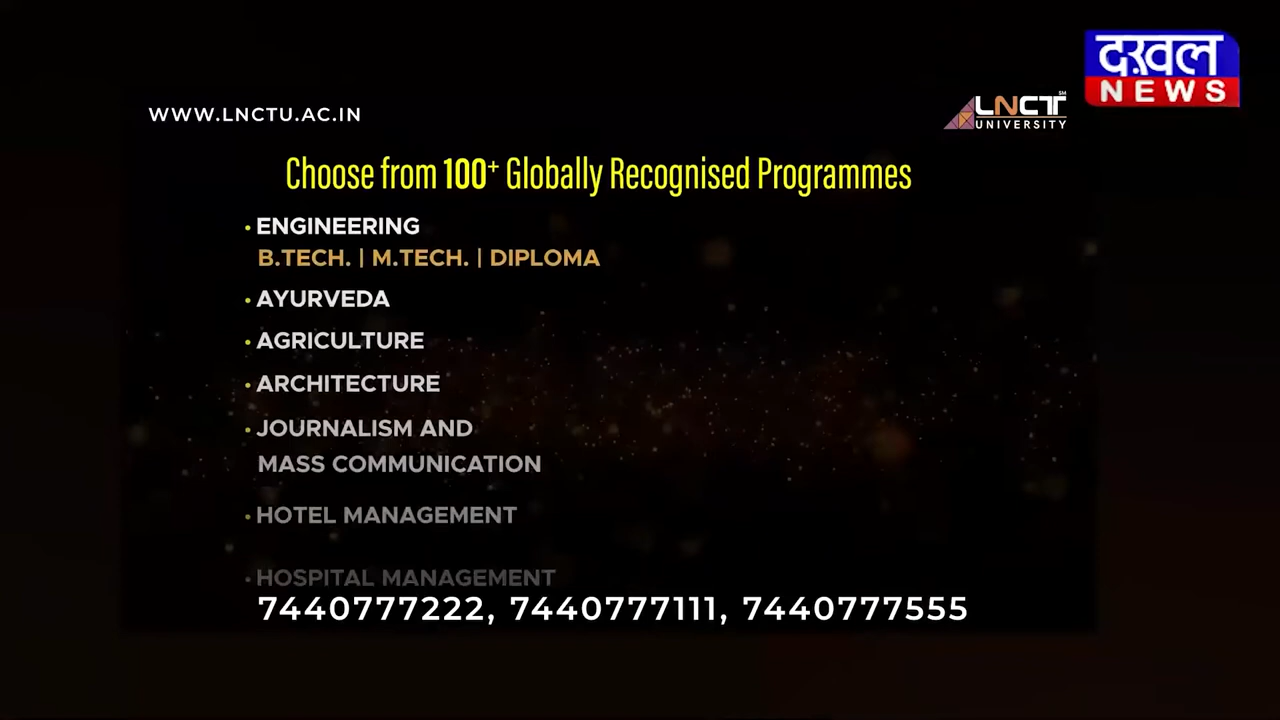 दख़ल
NEWS
WWW.LNCTU.AC.IN
LNCT SM
UNIVERSITY
Choose from 100+ Globally Recognised Programmes
• ENGINEERING
B.TECH. | M.TECH. | DIPLOMA
• AYURVEDA
• AGRICULTURE
• ARCHITECTURE
• JOURNALISM AND
MASS COMMUNICATION
• HOTEL MANAGEMENT
• HOSPITAL MANAGEMENT
7440777222, 7440777111, 7440777555